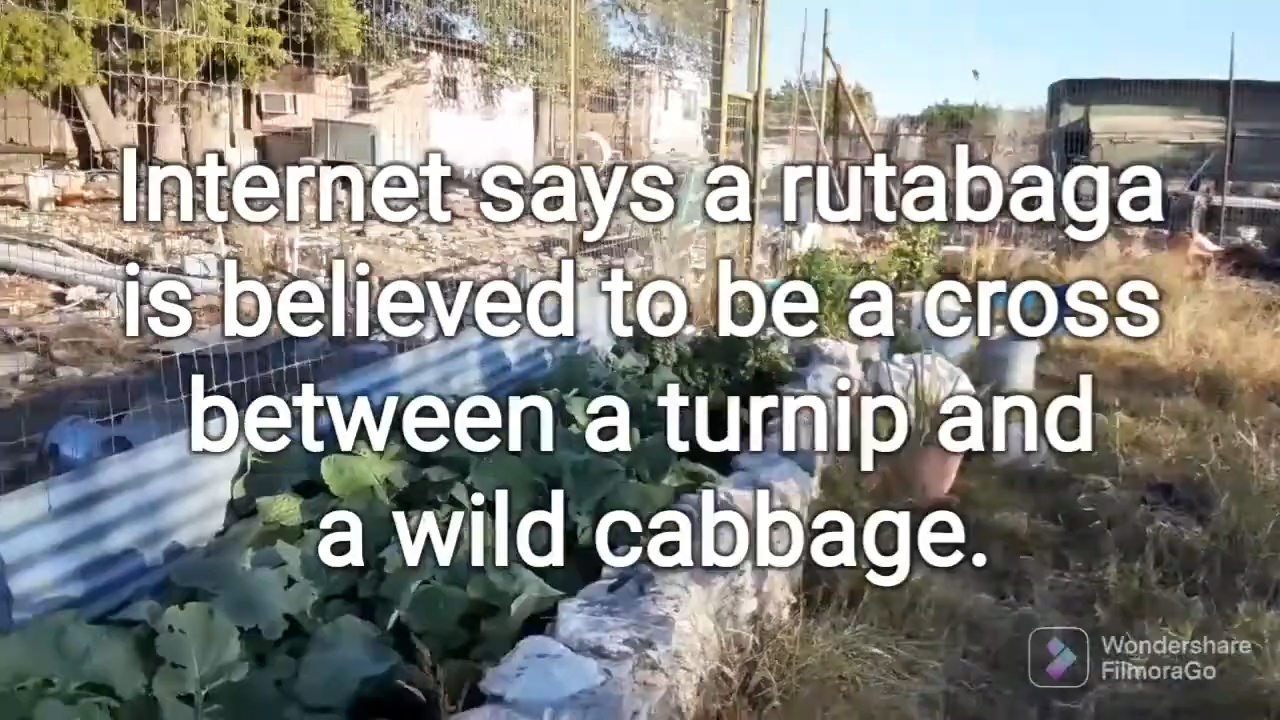 Internet says a rutabaga
is believed to be a cross
between a turnip and
a wild cabbage.
Wondershare
FilmoraGo